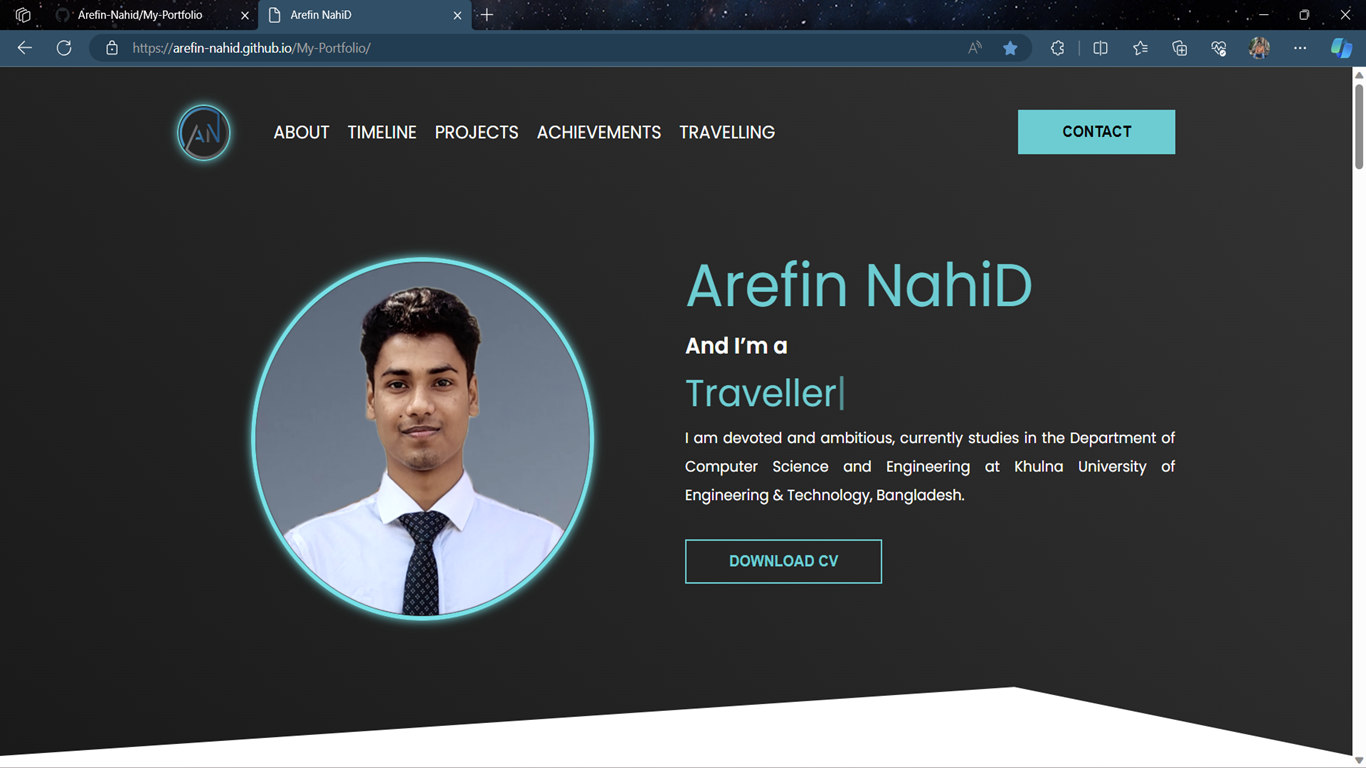 Arefin-Nahid/My-Portfolio
Arefin NahiD
https://arefin-nahid.github.io/My-Portfolio/
AN
ABOUT TIMELINE PROJECTS ACHIEVEMENTS TRAVELLING
CONTACT
Arefin NahiD
And I’m a
Traveller|
I am devoted and ambitious, currently studies in the Department of
Computer Science and Engineering at Khulna University of
Engineering & Technology, Bangladesh.
DOWNLOAD CV